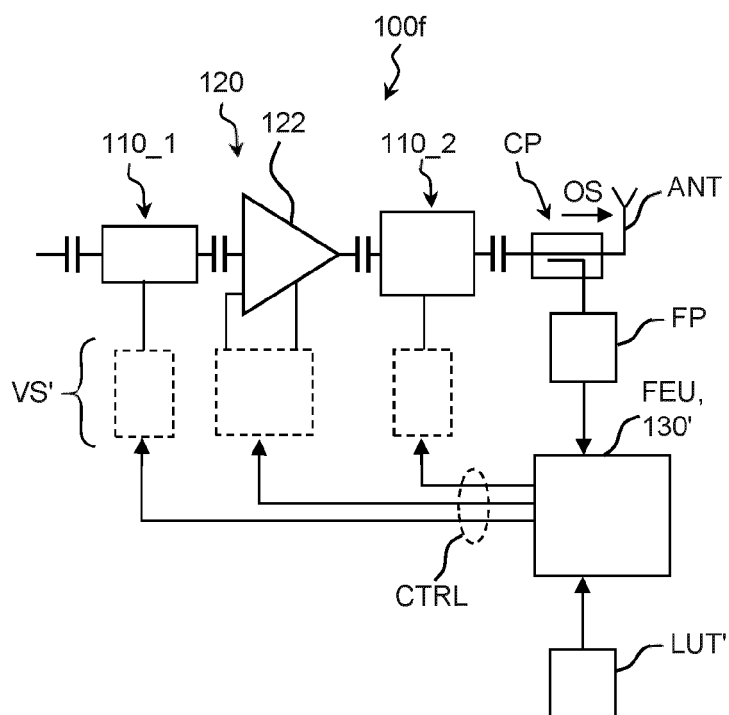 100f
120
122
110_1
110_2
CP
OS
ANT
FP
VS'
FEU,
130'
CTRL
LUT'